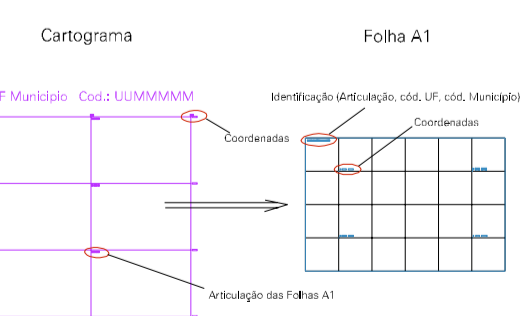 Cartograma
Folha A1
F Municipio Cod.: UUMMMMM
Identificação (Articulação, cód. UF, cód. Município)
Coordenadas
Coordenadas
Articulação das Folhas A1